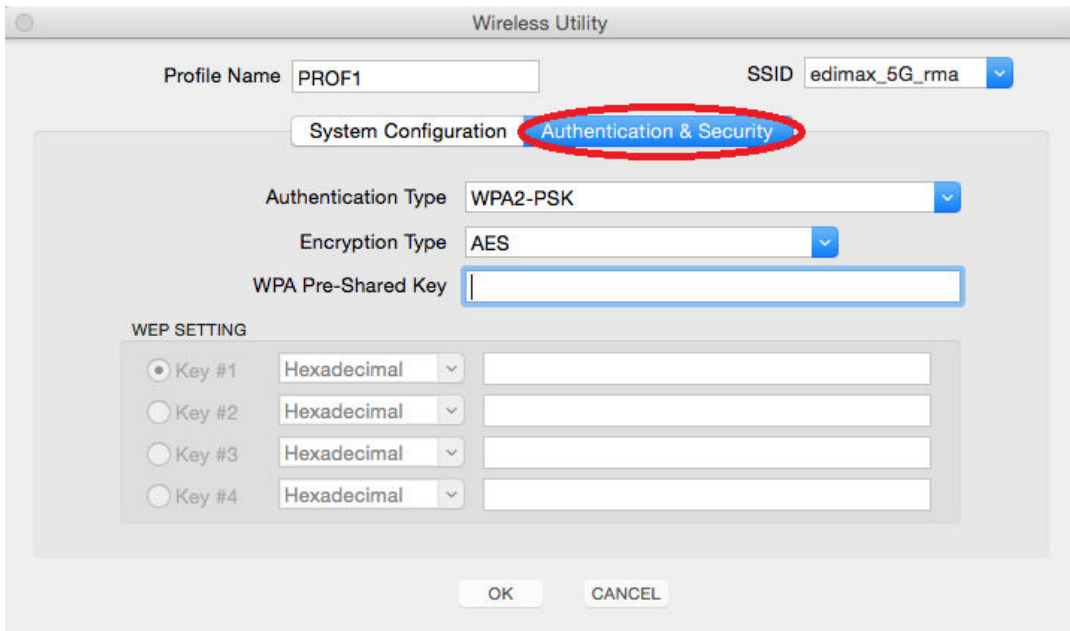 Wireless Utility
Profile Name PROF1 SSID edimax_5G_rma
System Configuration Authentication & Security
Authentication Type WPA2-PSK
Encryption Type AES
WPA Pre-Shared Key
WEP SETTING
Key #1 Hexadecimal
Key #2 Hexadecimal
Key #3 Hexadecimal
Key #4 Hexadecimal
OK CANCEL